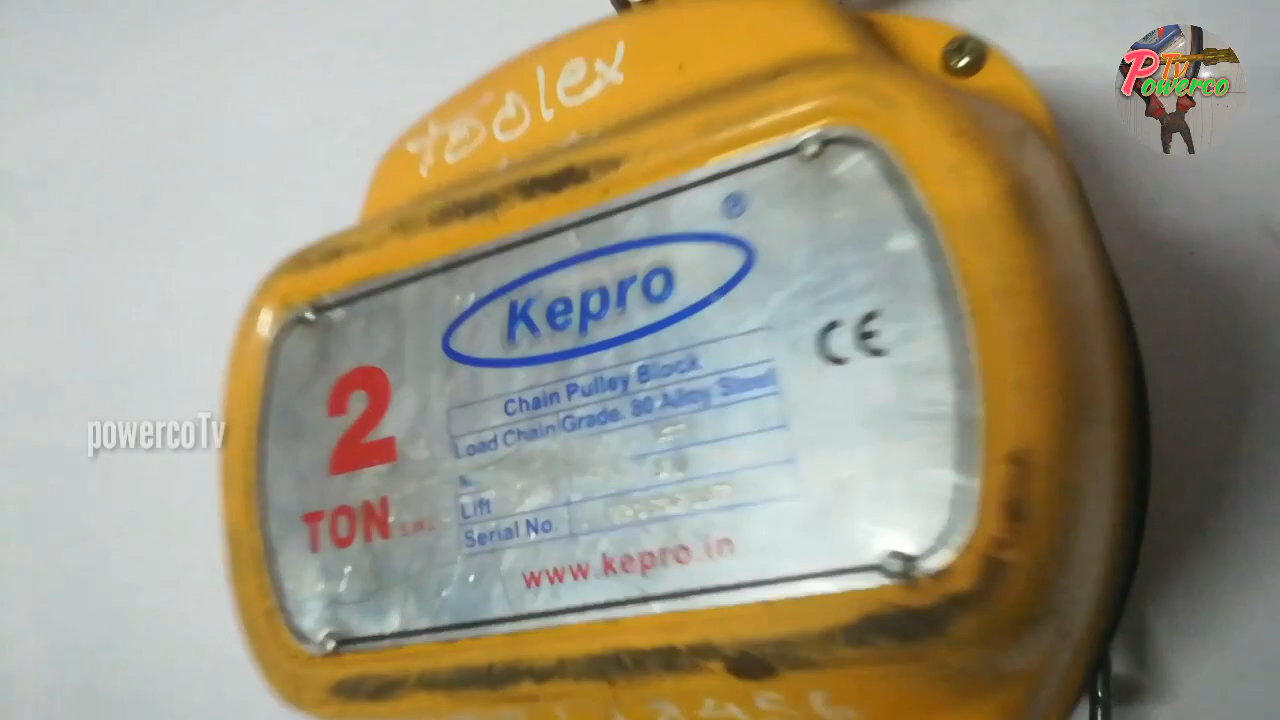 TOOLex
Tv
Powerco
Kepro
®
CE
Chain Pulley Block
Load Chain Grade. 80 Alloy Steel
2
TON S.W.L
Lift
Serial No.
www.kepro.in
powercoTv